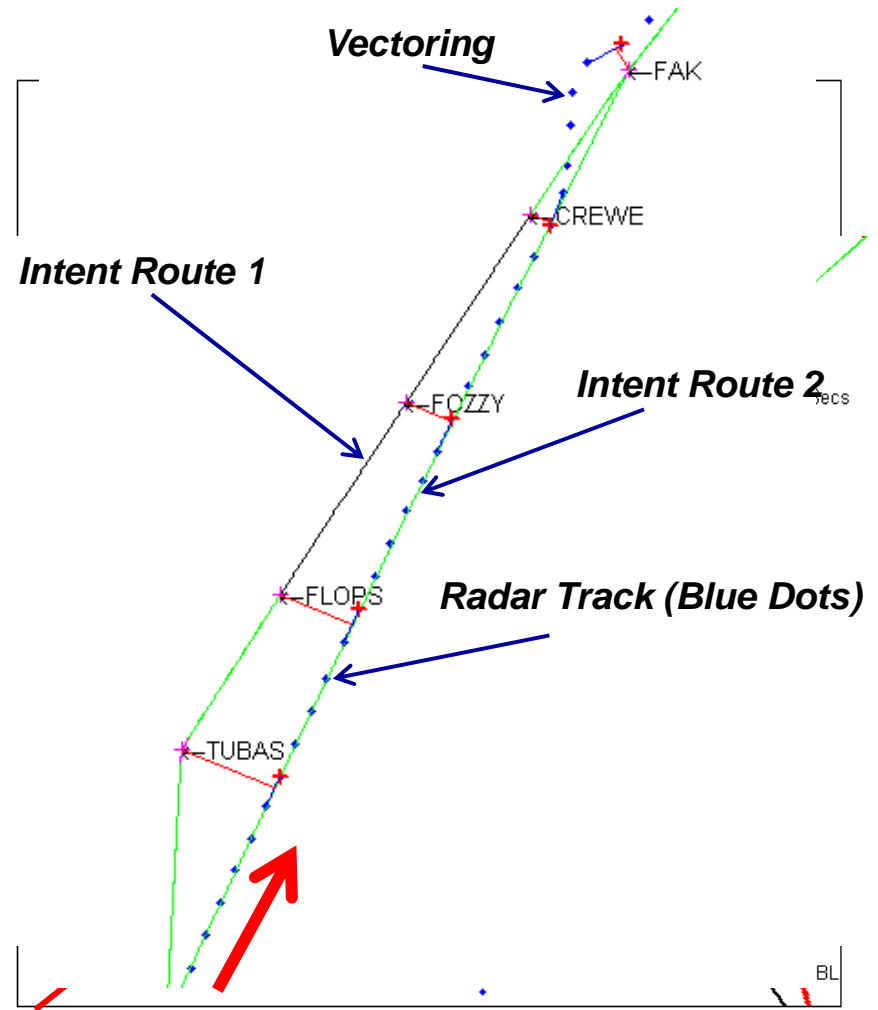 Vectoring
FAK
CREWE
Intent Route 1
Intent Route 2
FOZZY
FLOPS
Radar Track (Blue Dots)
TUBAS
BL